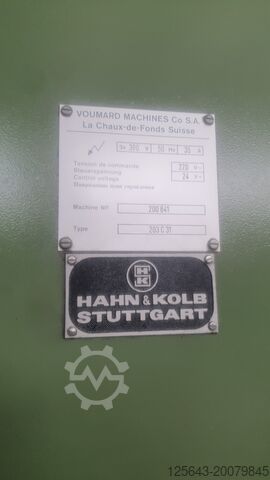 VOUMARD MACHINES Co S.A.
La Chaux-de-Fonds Suisse
3x 380 V 50 Hz 35 A
Tension de commande
Steuerspannung 220 V~
Control voltage 24 V=
Machine Nº. 200 641
Type 203 C 31
HK
HAHN & KOLB
STUTTGART
125643-20079845